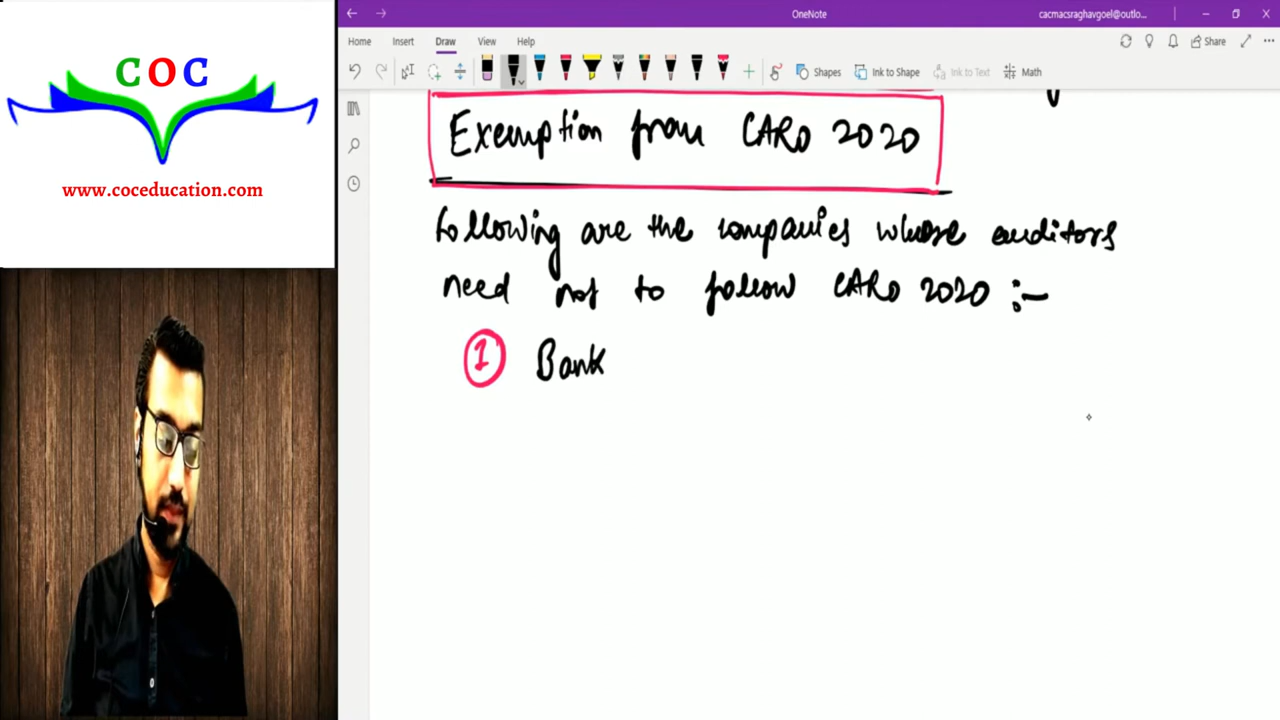 COC
www.coceducation.com
OneNote
cacmacsraghavgoel@outlo...
Home Insert Draw View Help
Share
Shapes Ink to Shape Ink to Text Math
Exemption from CARO 2020
Following are the companies whose auditors
need not to follow CARO 2020 :-
1 Bank